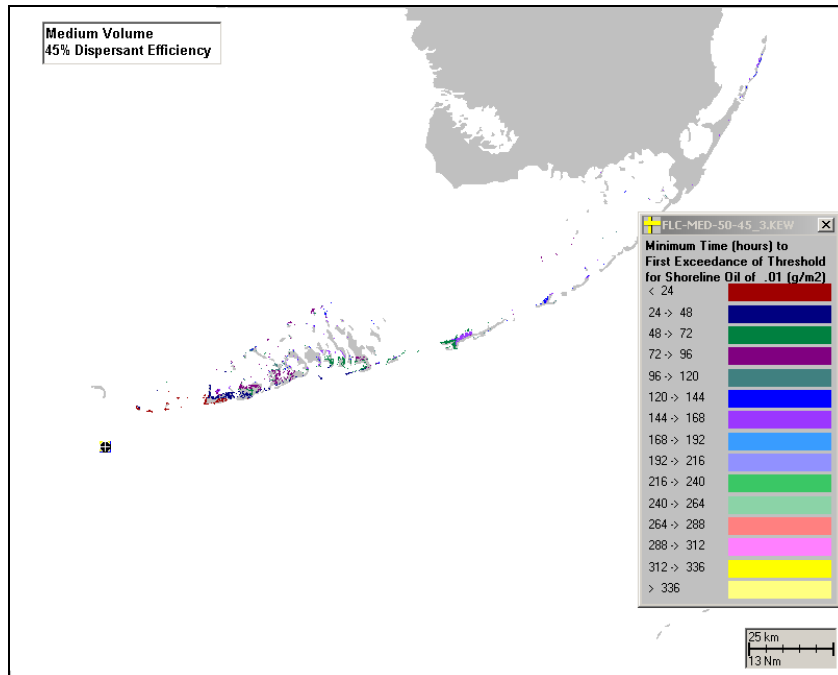 Medium Volume
45% Dispersant Efficiency
FLC-MED-50-45_3.KEW
Minimum Time (hours) to
First Exceedance of Threshold
for Shoreline Oil of .01 (g/m2)
< 24
24 -> 48
48 -> 72
72 -> 96
96 -> 120
120 -> 144
144 -> 168
168 -> 192
192 -> 216
216 -> 240
240 -> 264
264 -> 288
288 -> 312
312 -> 336
> 336
25 km
13 Nm